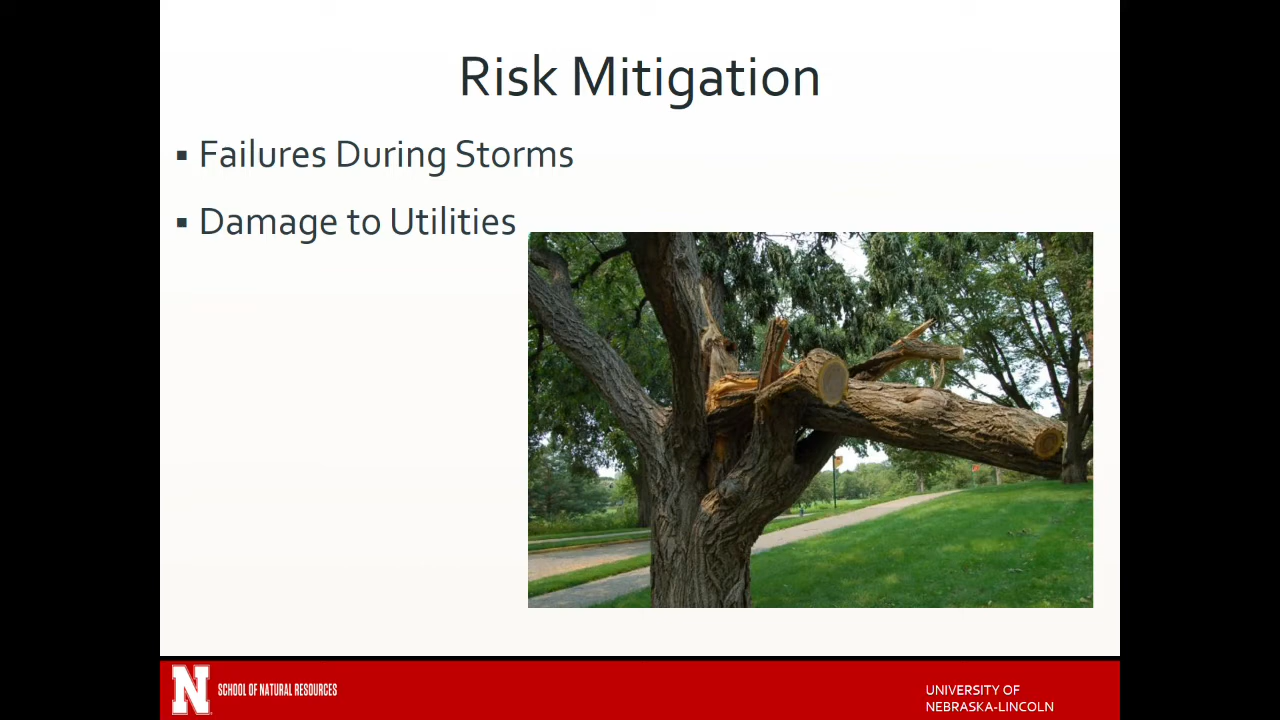 Risk Mitigation
▪ Failures During Storms
▪ Damage to Utilities
N SCHOOL OF NATURAL RESOURCES
UNIVERSITY OF
NEBRASKA-LINCOLN